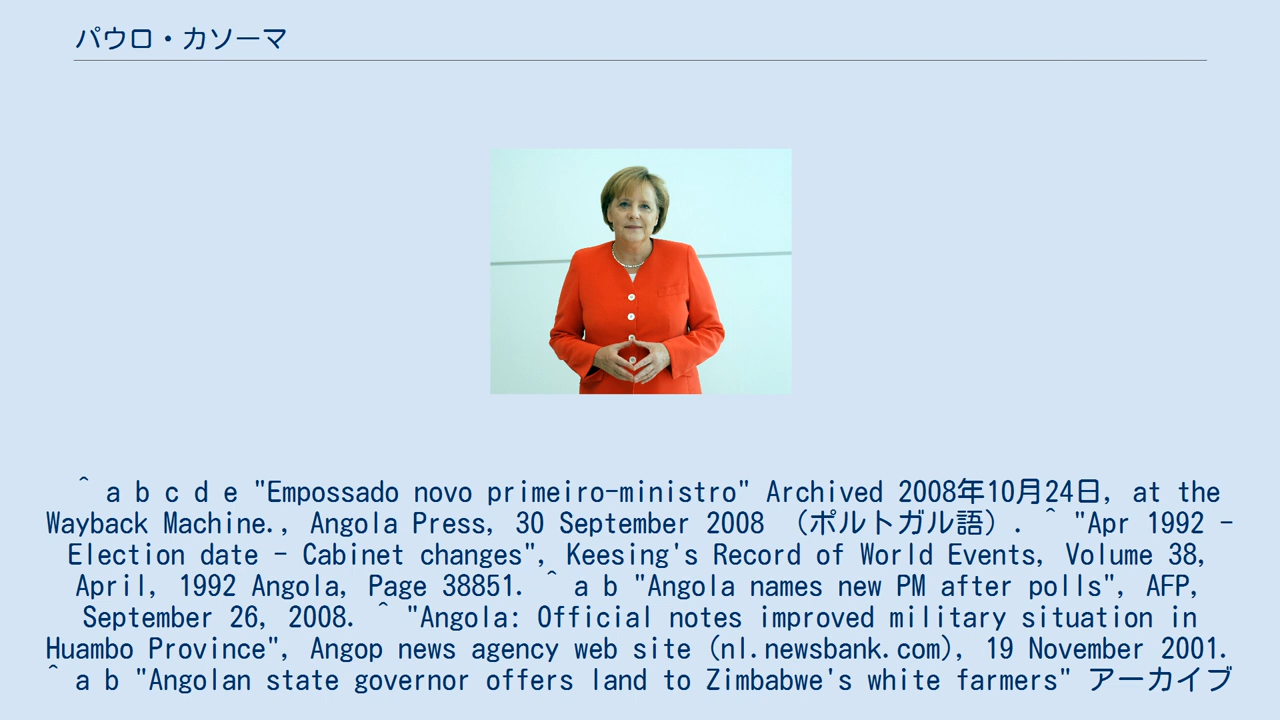 パウロ・カソーマ
^ a b c d e "Empossado novo primeiro-ministro" Archived 2008年10月24日, at the
Wayback Machine., Angola Press, 30 September 2008 （ポルトガル語）. ^ "Apr 1992 -
Election date - Cabinet changes", Keesing's Record of World Events, Volume 38,
April, 1992 Angola, Page 38851. ^ a b "Angola names new PM after polls", AFP,
September 26, 2008. ^ "Angola: Official notes improved military situation in
Huambo Province", Angop news agency web site (nl.newsbank.com), 19 November 2001.
^ a b "Angolan state governor offers land to Zimbabwe's white farmers" アーカイブ